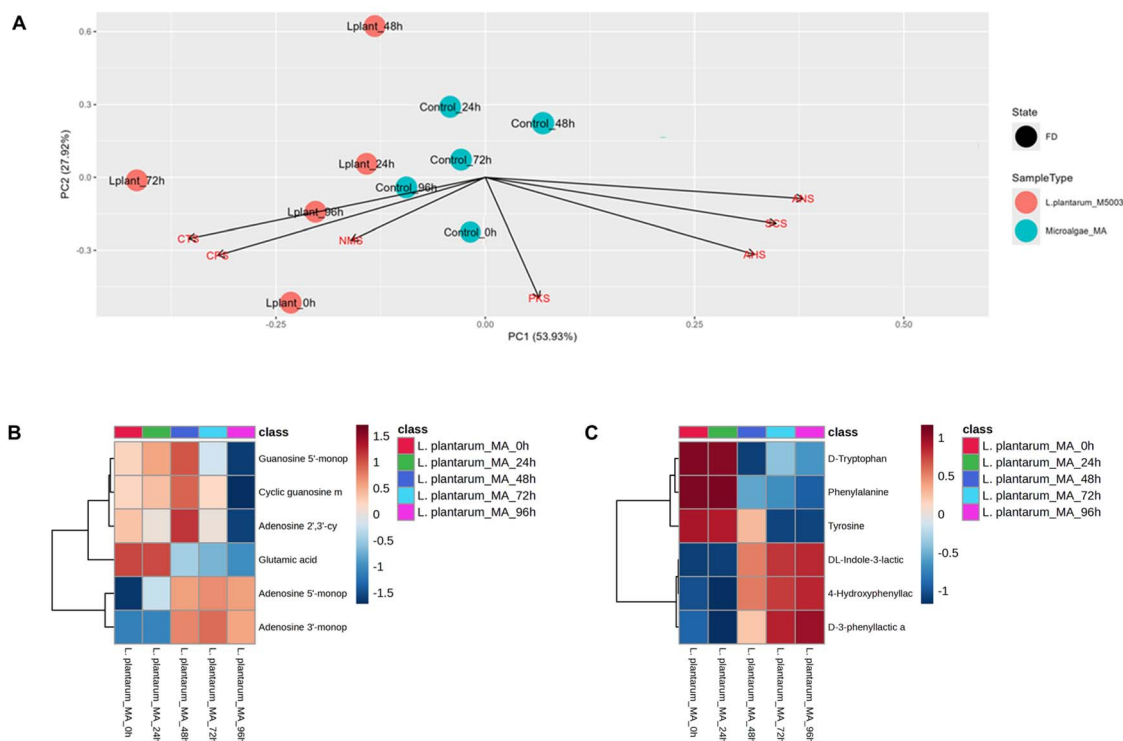 A
Lplant_48h
Control_24h
Control_48h
Control_72h
Lplant_24h
Lplant_72h
Control_96h
Lplant_96h
Control_0h
Lplant_0h
ANS
SCS
AHS
CTS
CPS
NMS
PKS
0.6
0.3
0.0
-0.3
PC2 (27.92%)
-0.25
0.00
0.25
0.50
PC1 (53.93%)
State
FD
SampleType
L.plantarum_M5003
Microalgae_MA
B
class
Guanosine 5'-monop
Cyclic guanosine m
Adenosine 2',3'-cy
Glutamic acid
Adenosine 5'-monop
Adenosine 3'-monop
L. plantarum_MA_0h
L. plantarum_MA_24h
L. plantarum_MA_48h
L. plantarum_MA_72h
L. plantarum_MA_96h
1.5
1
0.5
0
-0.5
-1
-1.5
class
L. plantarum_MA_0h
L. plantarum_MA_24h
L. plantarum_MA_48h
L. plantarum_MA_72h
L. plantarum_MA_96h
C
class
D-Tryptophan
Phenylalanine
Tyrosine
DL-Indole-3-lactic
4-Hydroxyphenyllac
D-3-phenyllactic a
L. plantarum_MA_0h
L. plantarum_MA_24h
L. plantarum_MA_48h
L. plantarum_MA_72h
L. plantarum_MA_96h
1
0.5
0
-0.5
-1
class
L. plantarum_MA_0h
L. plantarum_MA_24h
L. plantarum_MA_48h
L. plantarum_MA_72h
L. plantarum_MA_96h